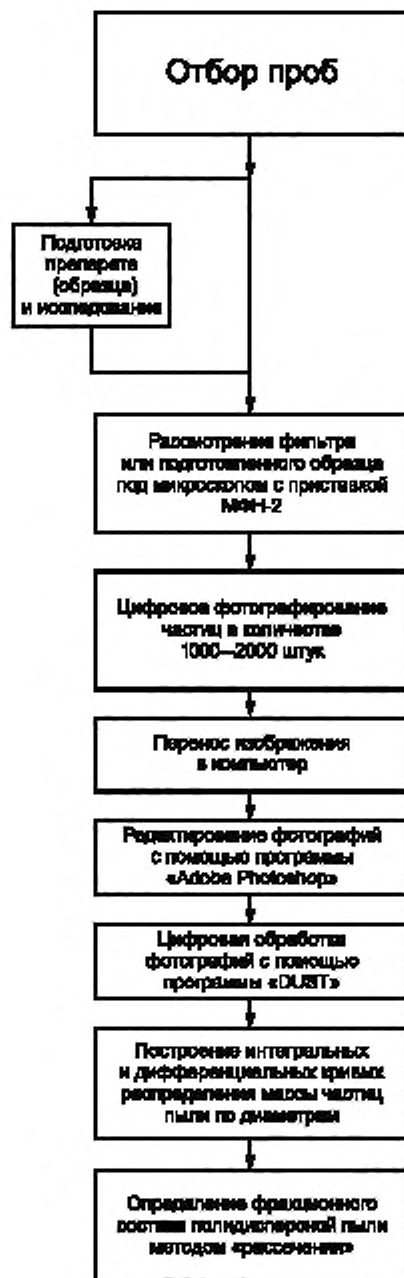 Отбор проб
Подготовка
препарата
(образца)
и исследование
Рассмотрение фильтра
или подготовленного образца
под микроскопом с приставкой
МФН-2
Цифровое фотографирование
частиц в количестве
1000–2000 штук
Перенос изображения
в компьютер
Редактирование фотографий
с помощью программы
«Adobe Photoshop»
Цифровая обработка
фотографий с помощью
программы «DUST»
Построение интегральных
и дифференциальных кривых
распределения массы частиц
пыли по диаметрам
Определение фракционного
состава полидисперсной пыли
методом «рассечения»